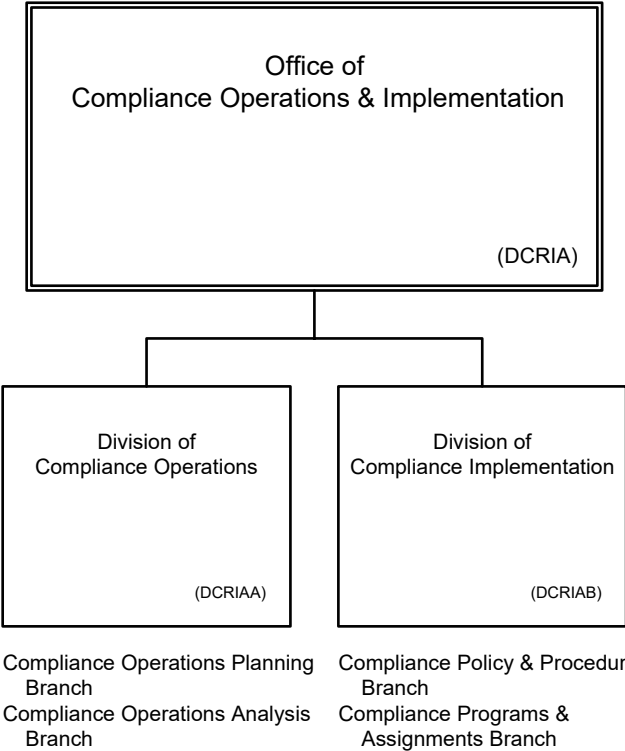 Office of
Compliance Operations & Implementation
(DCRIA)
Division of
Compliance Operations
(DCRIAA)
Division of
Compliance Implementation
(DCRIAB)
Compliance Operations Planning
Branch
Compliance Operations Analysis
Branch
Compliance Policy &
Branch
Compliance Programs &
Assignments Branch